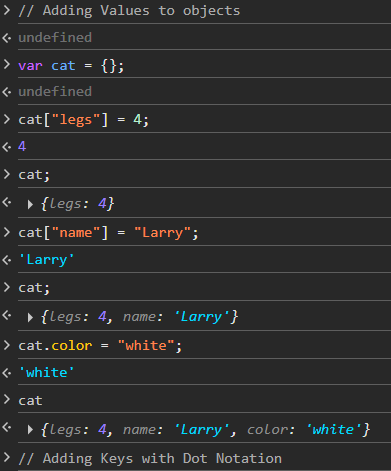 // Adding Values to objects
undefined
var cat = {};
undefined
cat["legs"] = 4;
4
cat;
{legs: 4}
cat["name"] = "Larry";
'Larry'
cat;
{legs: 4, name: 'Larry'}
cat.color = "white";
'white'
cat
{legs: 4, name: 'Larry', color: 'white'}
// Adding Keys with Dot Notation